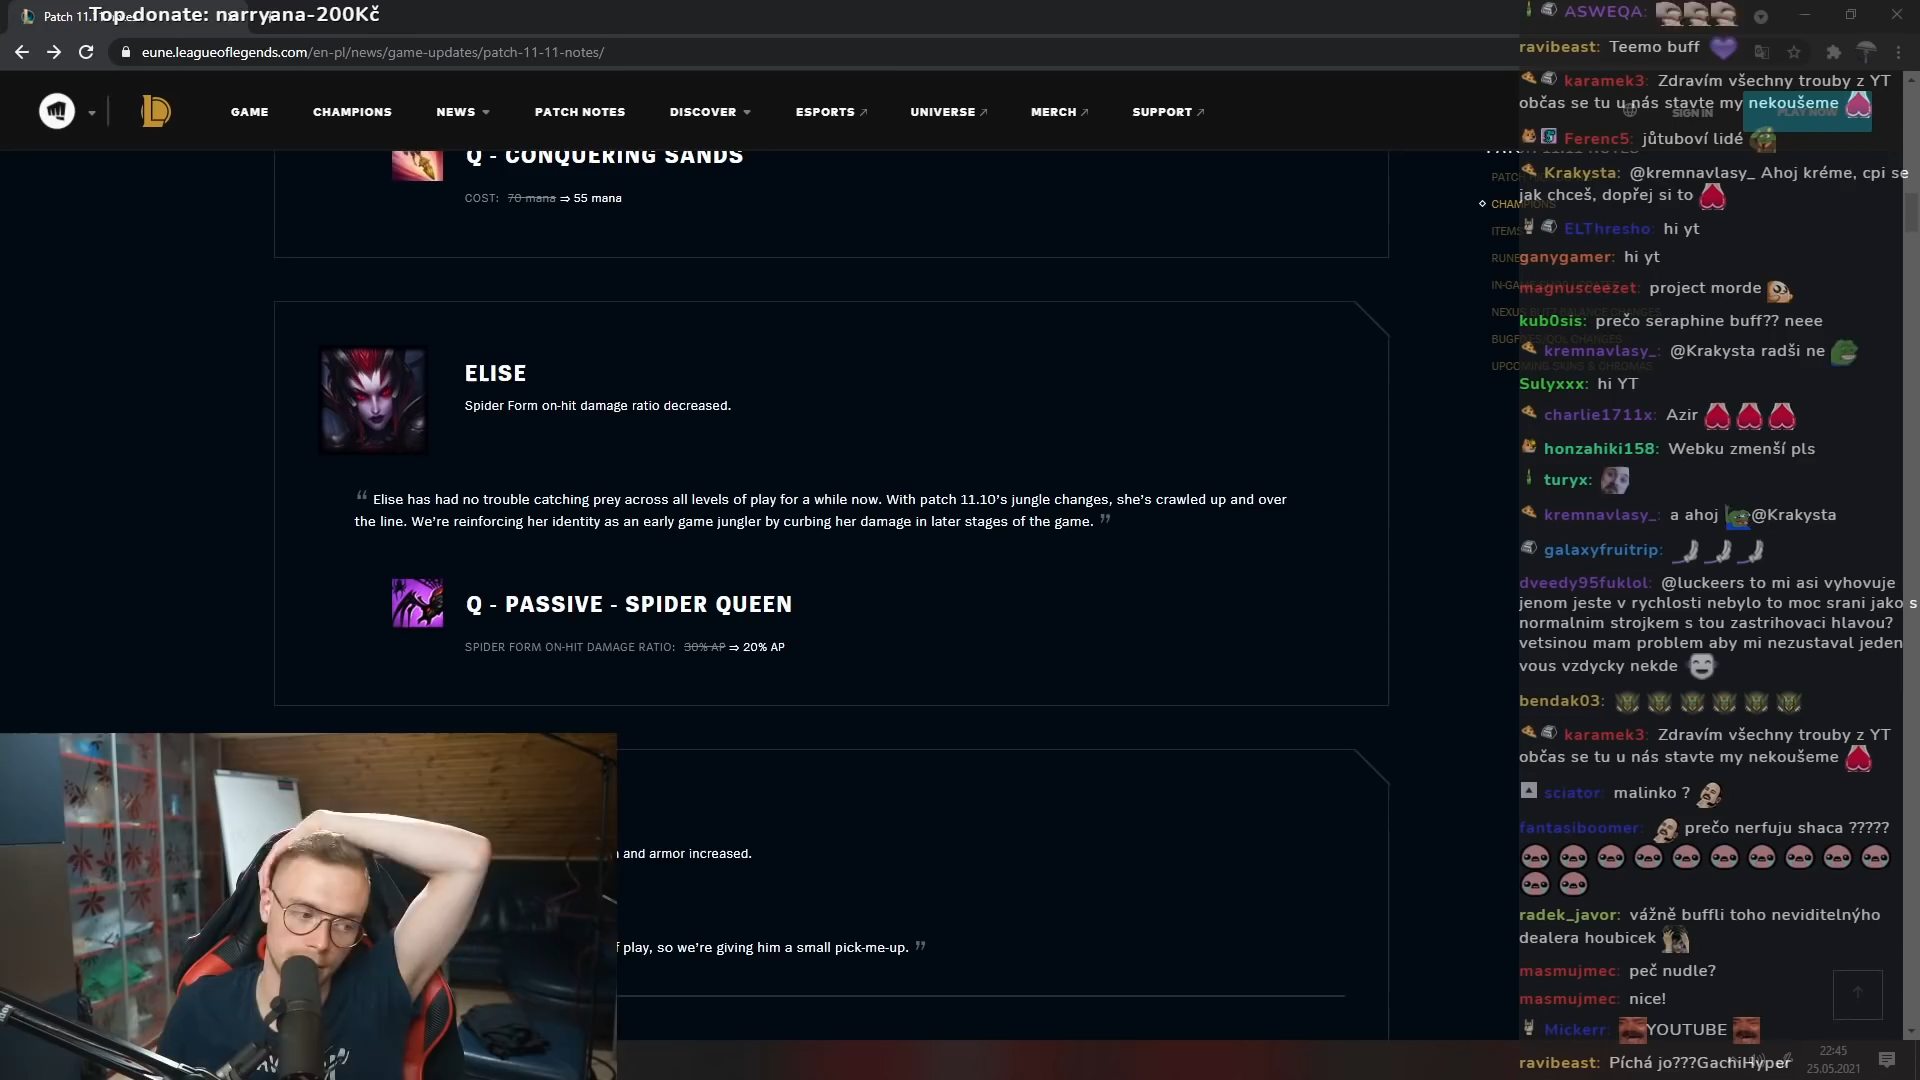 Patch 11.
Top donate: narryana-200Kč
eune.leagueoflegends.com/en-pl/news/game-updates/patch-11-11-notes/
GAME
CHAMPIONS
NEWS
PATCH NOTES
DISCOVER
ESPORTS
UNIVERSE
MERCH
SUPPORT
SIGN IN
PLAY NOW
Q - CONQUERING SANDS
COST: 70 mana ⇒ 55 mana
ELISE
Spider Form on-hit damage ratio decreased.
“ Elise has had no trouble catching prey across all levels of play for a while now. With patch 11.10’s jungle changes, she’s crawled up and over
the line. We’re reinforcing her identity as an early game jungler by curbing her damage in later stages of the game. ”
Q - PASSIVE - SPIDER QUEEN
SPIDER FORM ON-HIT DAMAGE RATIO: 30% AP ⇒ 20% AP
and armor increased.
play, so we’re giving him a small pick-me-up. ”
PATCH
CHAMPIONS
ITEMS
UPCOMING SKINS & CHROMAS
ASWEQA:
ravibeast: Teemo buff
karamek3: Zdravím všechny trouby z YT
občas se tu u nás stavte my nekoušeme
Ferenc5: jůtuboví lidé
Krakysta: @kremnavlasy_ Ahoj kréme, cpi se
jak chceš, dopřej si to
ELThresho: hi yt
ganygamer: hi yt
magnusceezet: project morde
kub0sis: prečo seraphine buff?? neee
kremnavlasy_: @Krakysta radši ne
Sulyxxx: hi YT
charlie1711x: Azir
honzahiki158: Webku zmenší pls
turyx:
kremnavlasy_: a ahoj @Krakysta
galaxyfruitrip:
dveedy95fuklol: @luckeers to mi asi vyhovuje
jenom jeste v rychlosti nebylo to moc srani jako s
normalnim strojkem s tou zastrihovaci hlavou?
vetsinou mam problem aby mi nezustaval jeden
vous vzdycky nekde
bendak03:
karamek3: Zdravím všechny trouby z YT
občas se tu u nás stavte my nekoušeme
sciator: malinko ?
fantasiboomer: prečo nerfuju shaca ?????
radek_javor: vážně buffli toho neviditelnýho
dealera houbicek
masmujmec: peč nudle?
masmujmec: nice!
Mickerr: YOUTUBE
ravibeast: Píchá jo???GachiHyper
22:45
25.05.2021